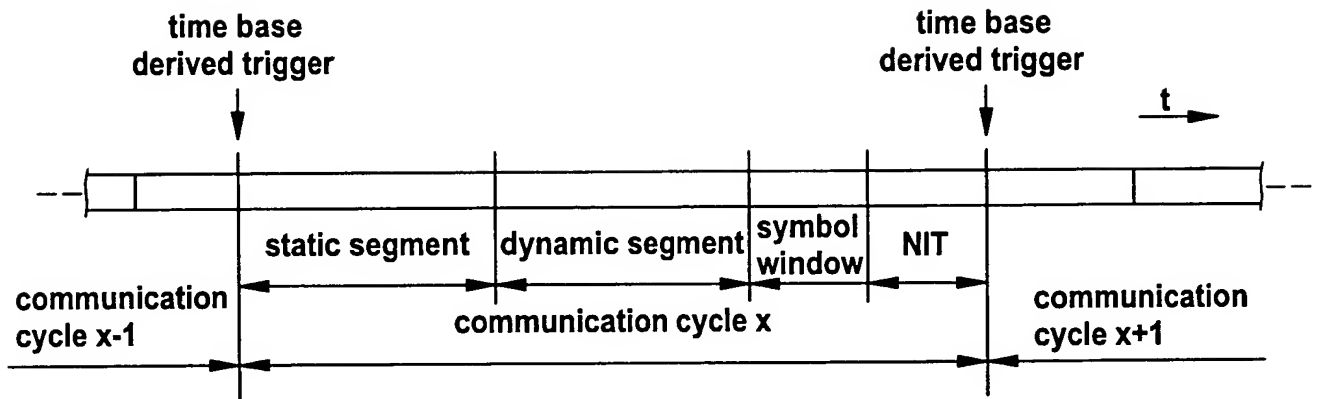 time base
derived trigger
time base
derived trigger
t
static segment
dynamic segment
symbol
window
NIT
communication
cycle x-1
communication cycle x
communication
cycle x+1